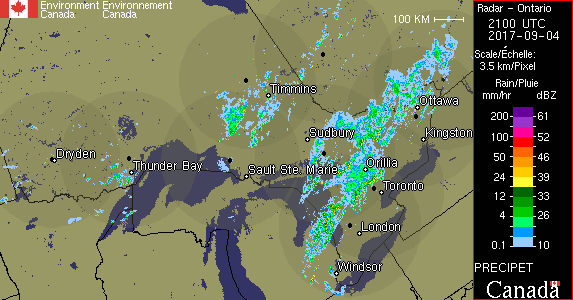 Environment Environnement
Canada Canada
100 KM
Timmins
Ottawa
Sudbury
Kingston
Dryden
Thunder Bay
Sault Ste. Marie
Orillia
Toronto
London
Windsor
Radar - Ontario
2100 UTC
2017-09-04
Scale/Échelle:
3.5 km/Pixel
Rain/Pluie
mm/hr dBZ
200 61
100 52
50 46
24 39
12 33
4 26
0.1 10
PRECIPET
Canada